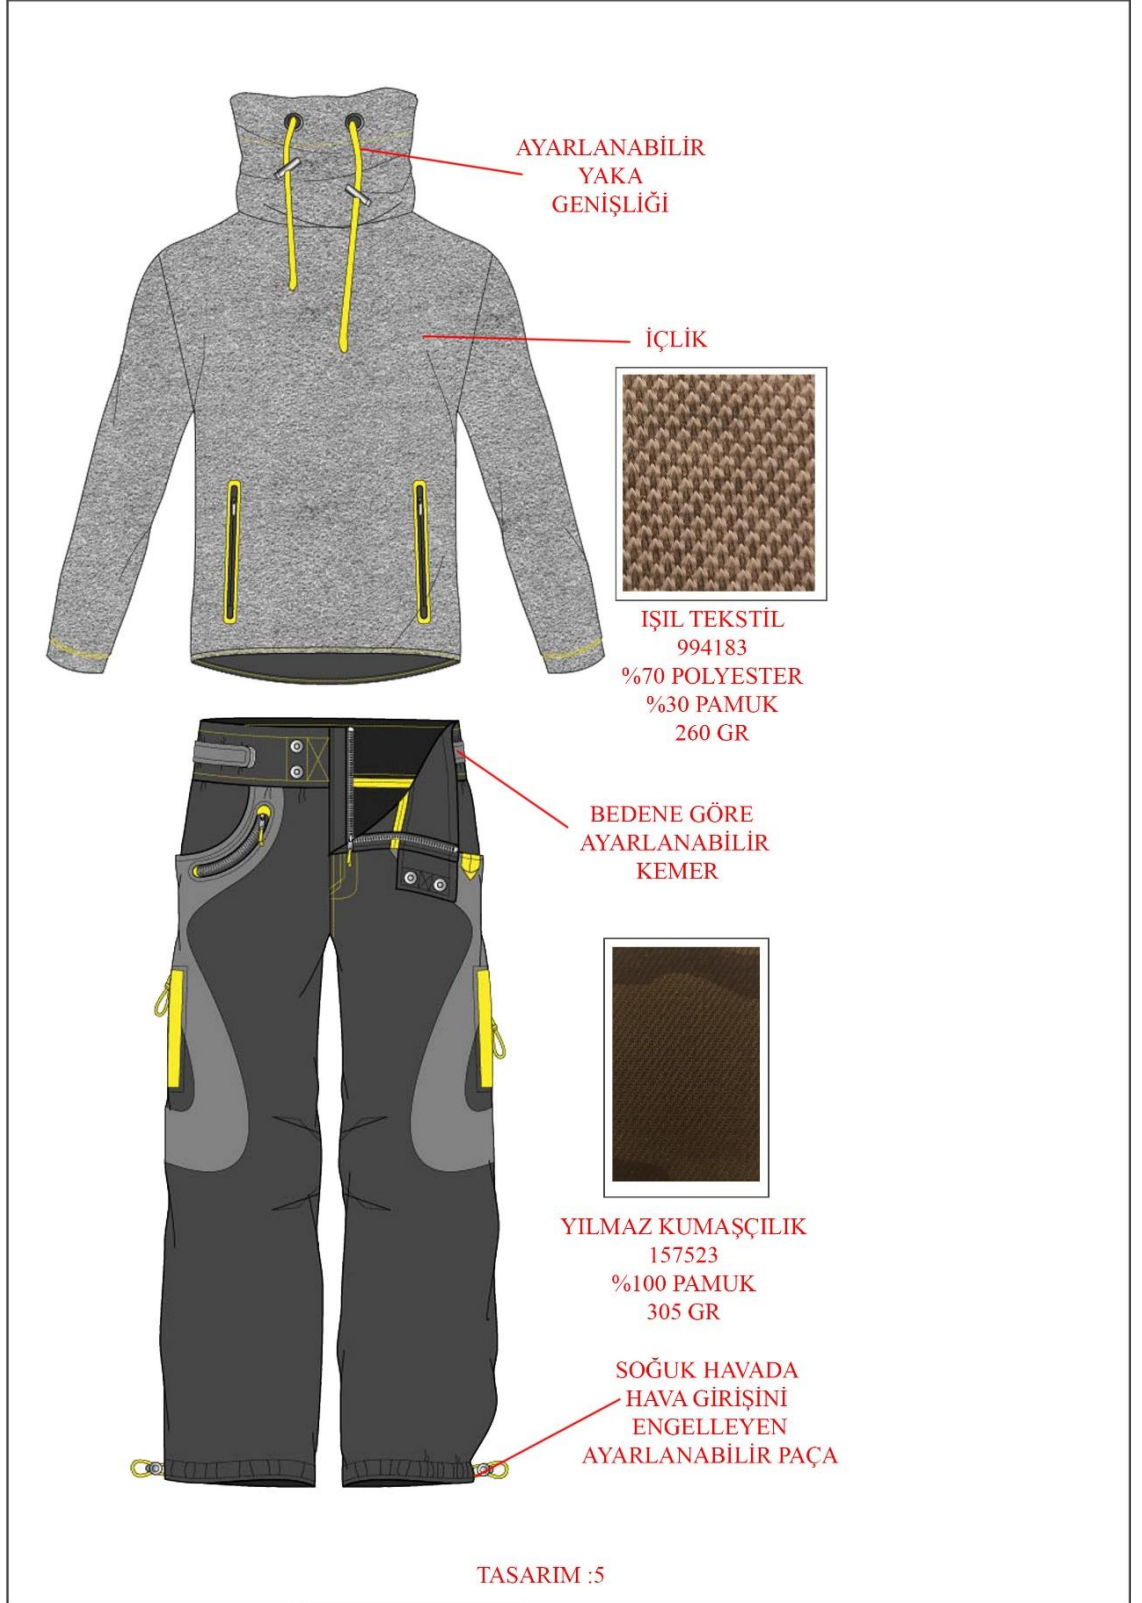 AYARLANABİLİR
YAKA
GENİŞLİĞİ
İÇLİK
IŞIL TEKSTİL
994183
%70 POLYESTER
%30 PAMUK
260 GR
BEDENE GÖRE
AYARLANABİLİR
KEMER
YILMAZ KUMAŞÇILIK
157523
%100 PAMUK
305 GR
SOĞUK HAVADA
HAVA GİRİŞİNİ
ENGELLEYEN
AYARLANABİLİR PAÇA
TASARIM :5